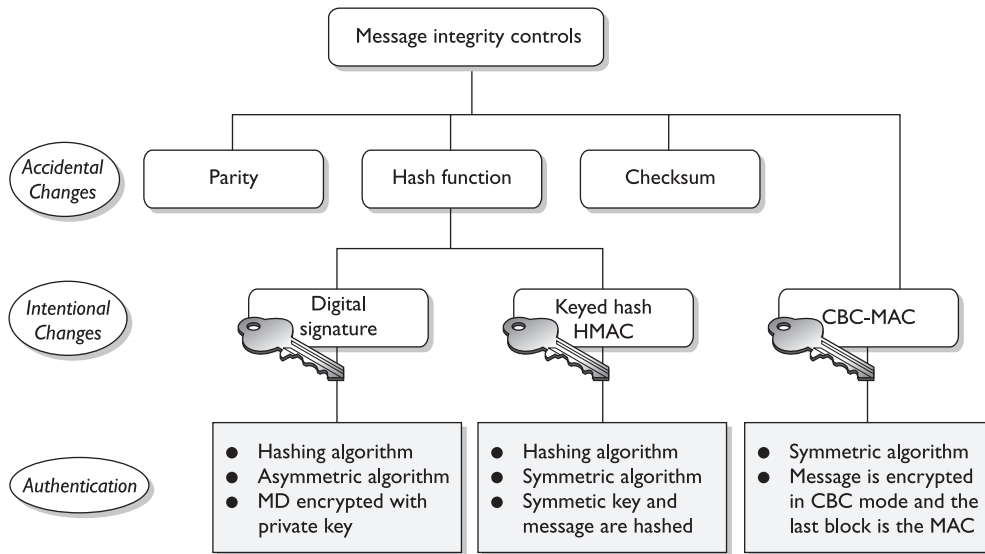 Message integrity controls
Accidental
Changes
Parity
Hash function
Checksum
Intentional
Changes
Digital
signature
Keyed hash
HMAC
CBC-MAC
Authentication
● Hashing algorithm
● Asymmetric algorithm
● MD encrypted with
private key
● Hashing algorithm
● Symmetric algorithm
● Symmetic key and
message are hashed
● Symmetric algorithm
● Message is encrypted
in CBC mode and the
last block is the MAC